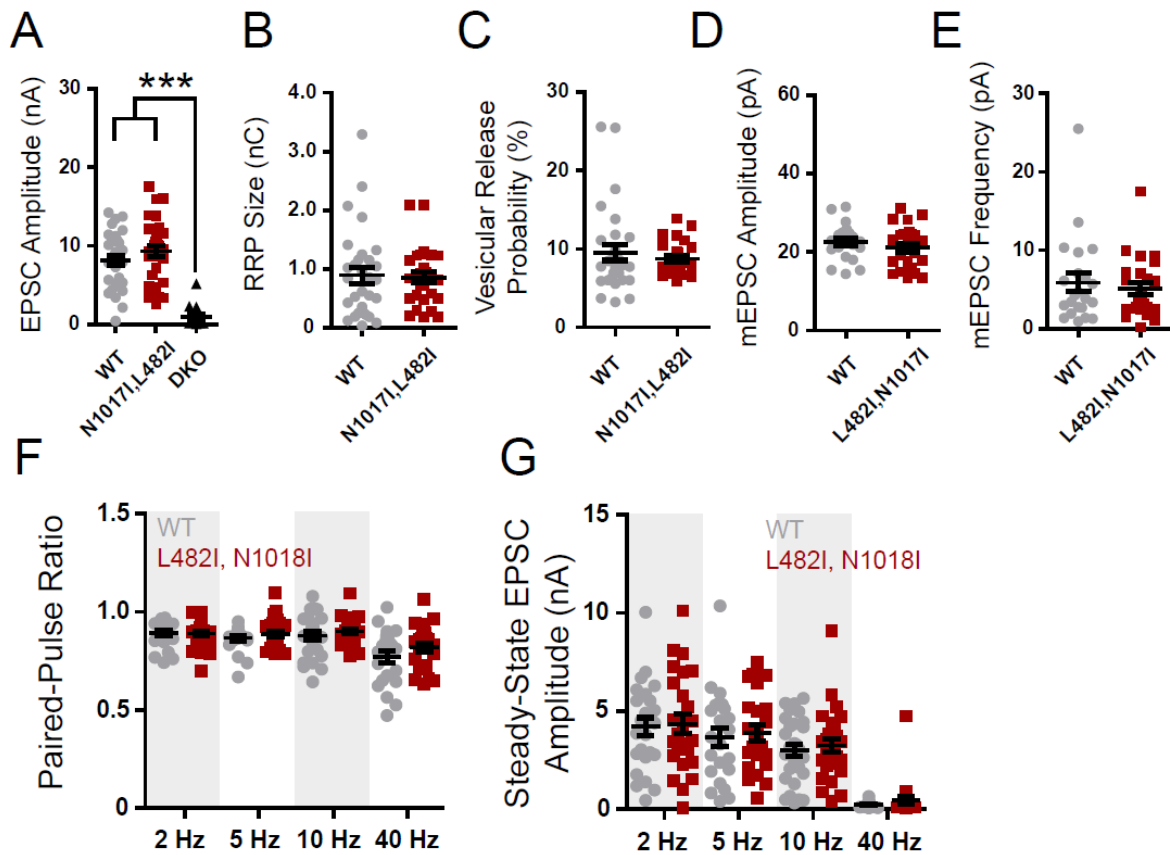 A
EPSC Amplitude (nA)
30
20
10
0
***
WT
N1017I,L482I
DKO
B
RRP Size (nC)
4.0
3.0
2.0
1.0
0.0
WT
N1017I,L482I
C
Vesicular Release
Probability (%)
30
20
10
0
WT
N1017I,L482I
D
mEPSC Amplitude (pA)
60
40
20
0
WT
L482I,N1017I
E
mEPSC Frequency (pA)
30
20
10
0
WT
L482I,N1017I
F
Paired-Pulse Ratio
1.5
1.0
0.5
0
WT
L482I, N1018I
2 Hz 5 Hz 10 Hz 40 Hz
G
Steady-State EPSC
Amplitude (nA)
15
10
5
0
WT
L482I, N1018I
2 Hz 5 Hz 10 Hz 40 Hz